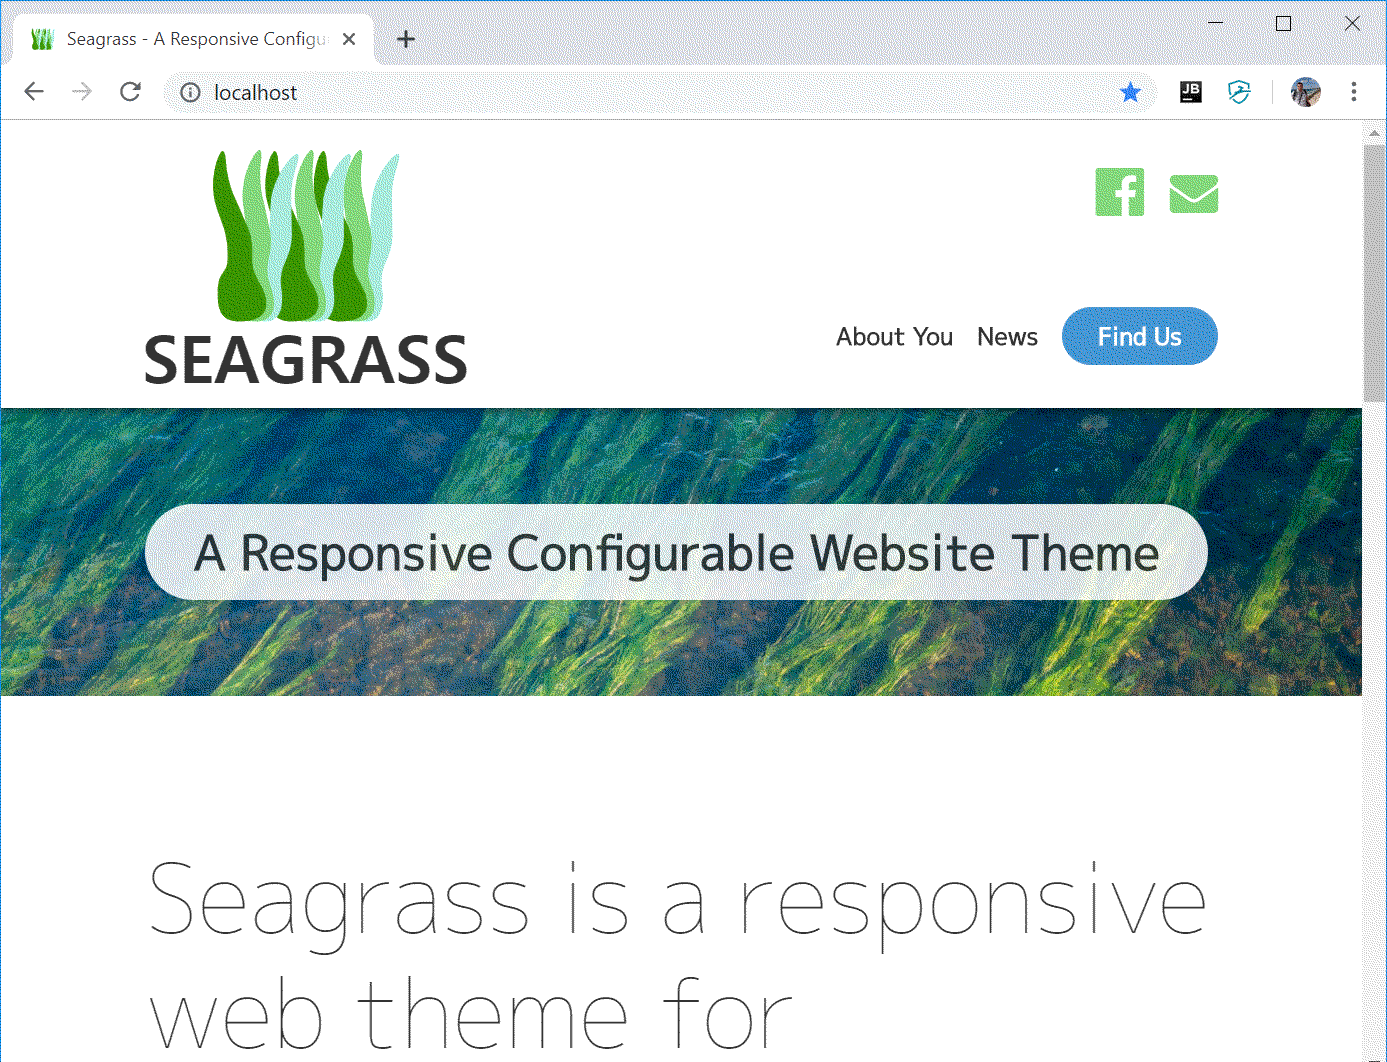 Seagrass - A Responsive Configu
localhost
JB
SEAGRASS
About You News Find Us
A Responsive Configurable Website Theme
Seagrass is a responsive
web theme for